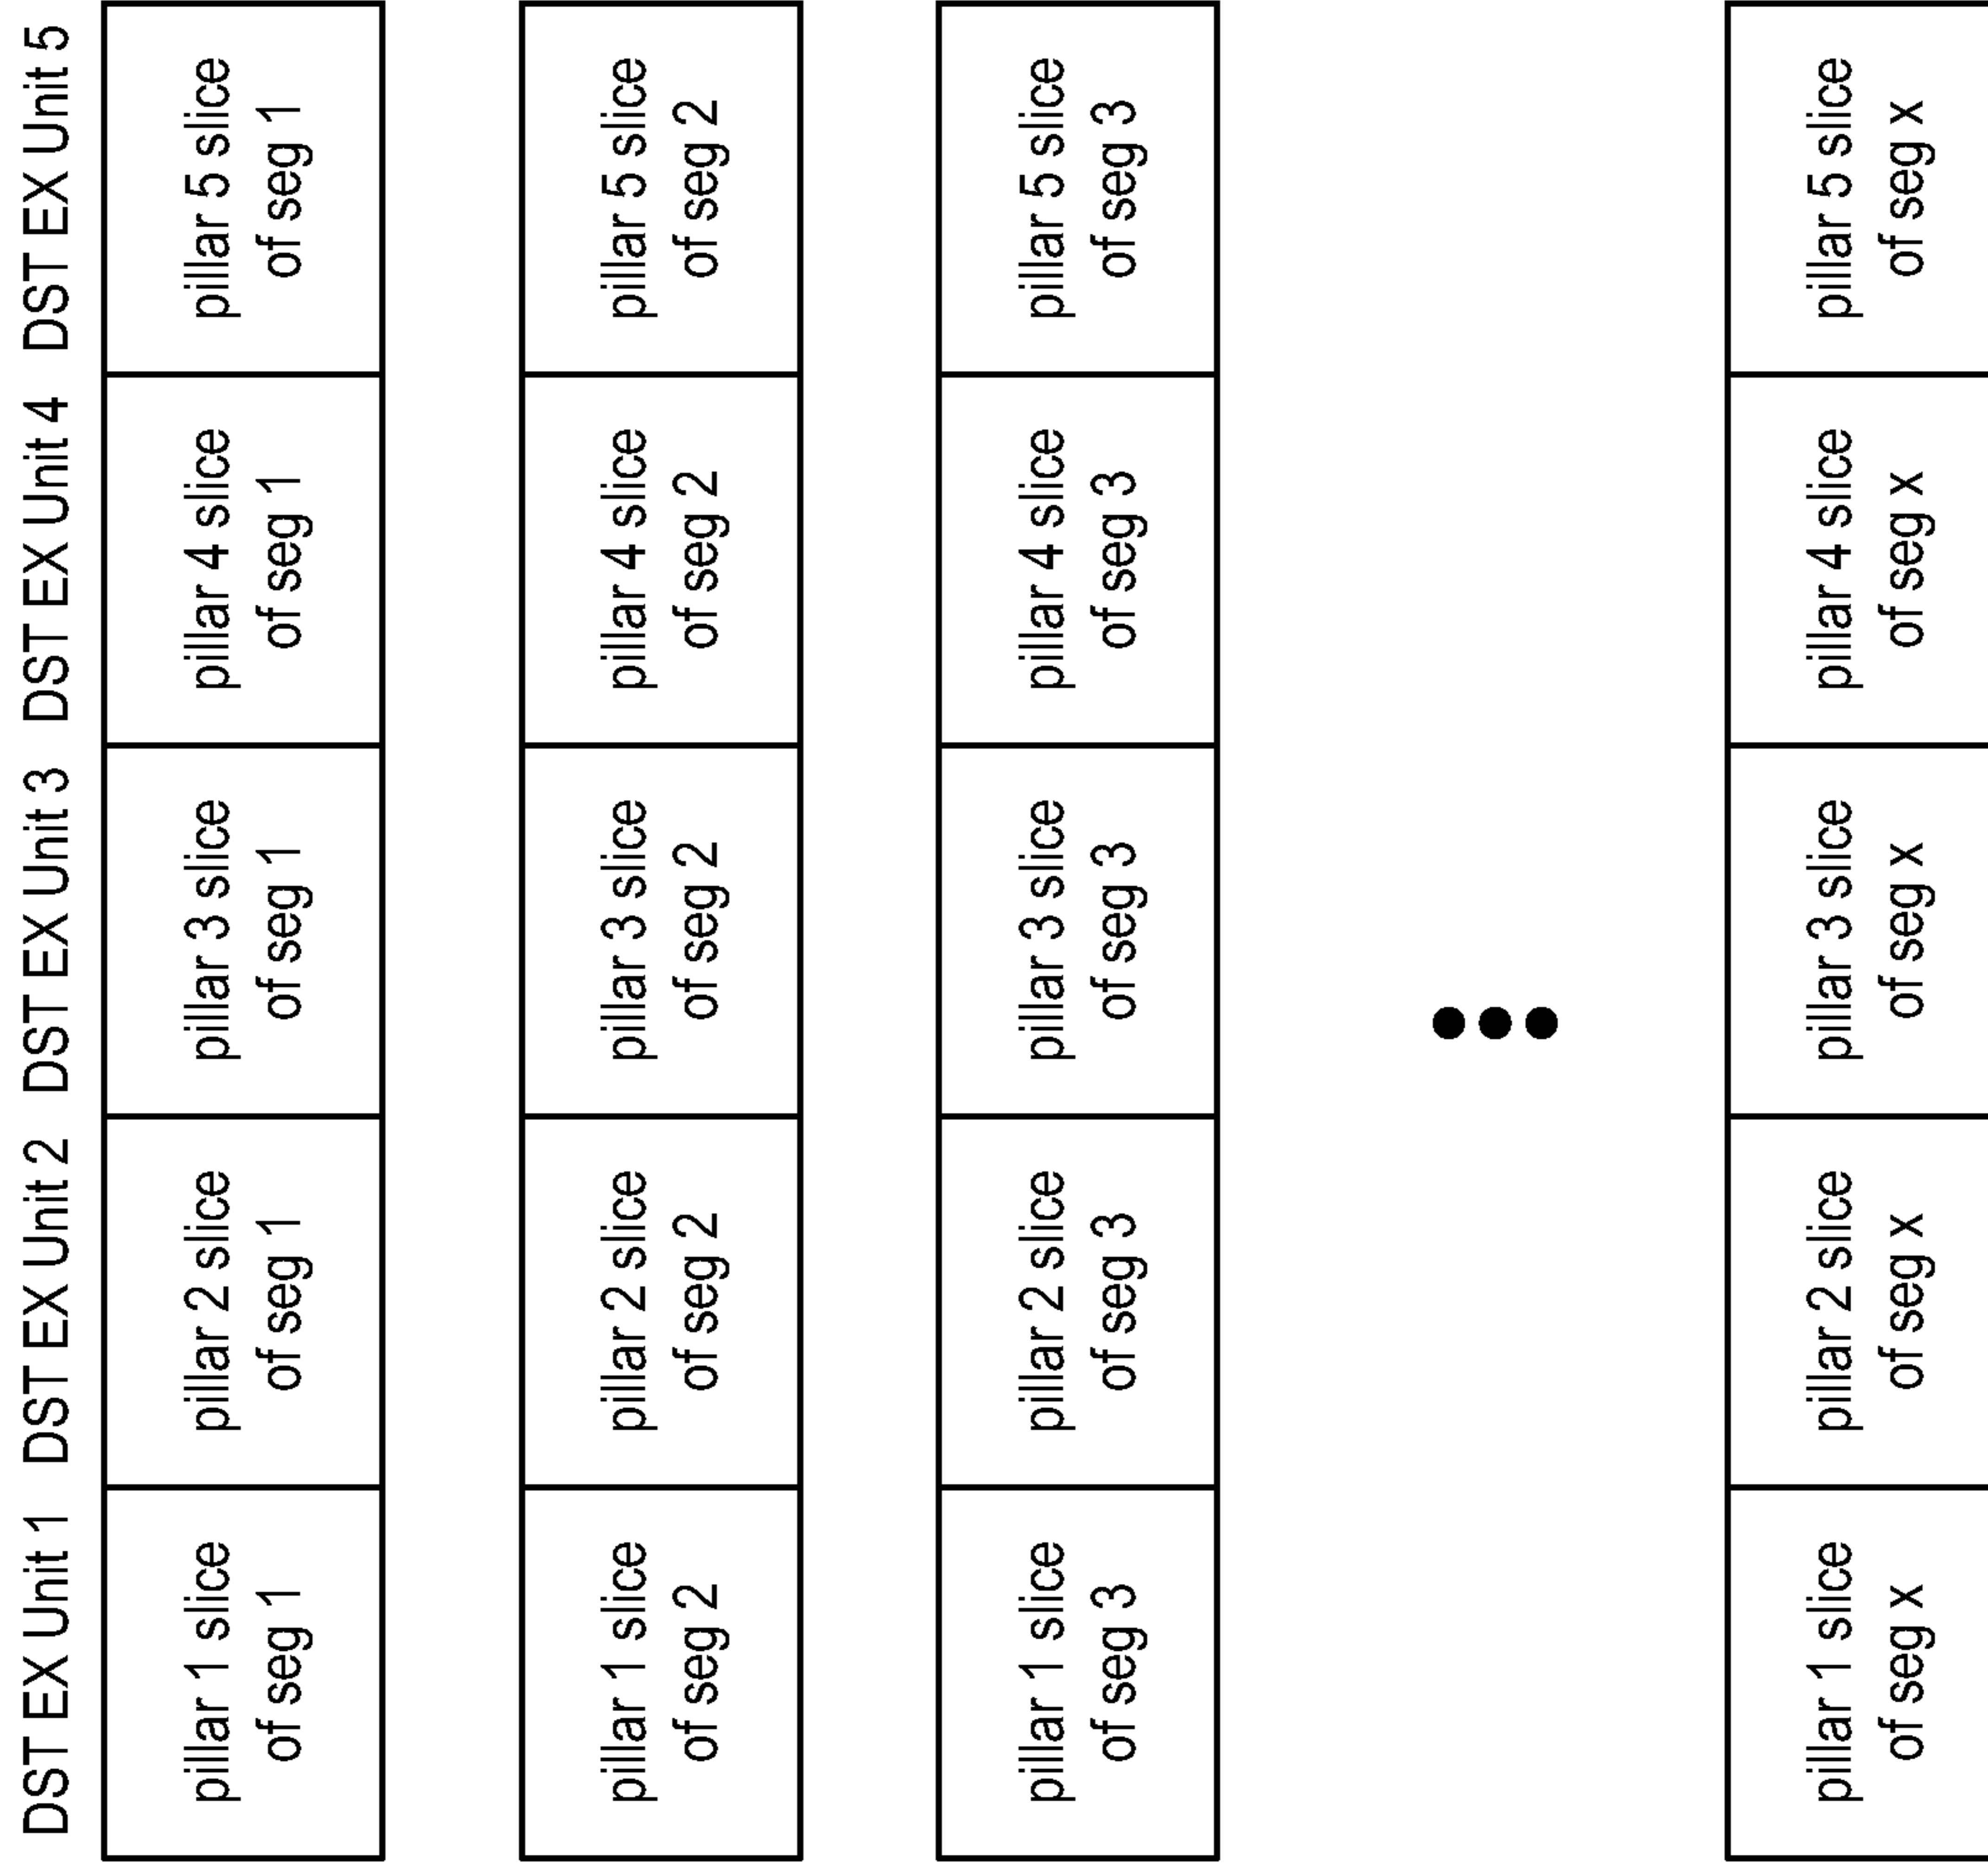 DST EX Unit 1 DST EX Unit 2 DST EX Unit 3 DST EX Unit 4 DST EX Unit 5
pillar 1 slice
of seg 1
pillar 2 slice
of seg 1
pillar 3 slice
of seg 1
pillar 4 slice
of seg 1
pillar 5 slice
of seg 1
pillar 1 slice
of seg 2
pillar 2 slice
of seg 2
pillar 3 slice
of seg 2
pillar 4 slice
of seg 2
pillar 5 slice
of seg 2
pillar 1 slice
of seg 3
pillar 2 slice
of seg 3
pillar 3 slice
of seg 3
pillar 4 slice
of seg 3
pillar 5 slice
of seg 3
pillar 1 slice
of seg x
pillar 2 slice
of seg x
pillar 3 slice
of seg x
pillar 4 slice
of seg x
pillar 5 slice
of seg x